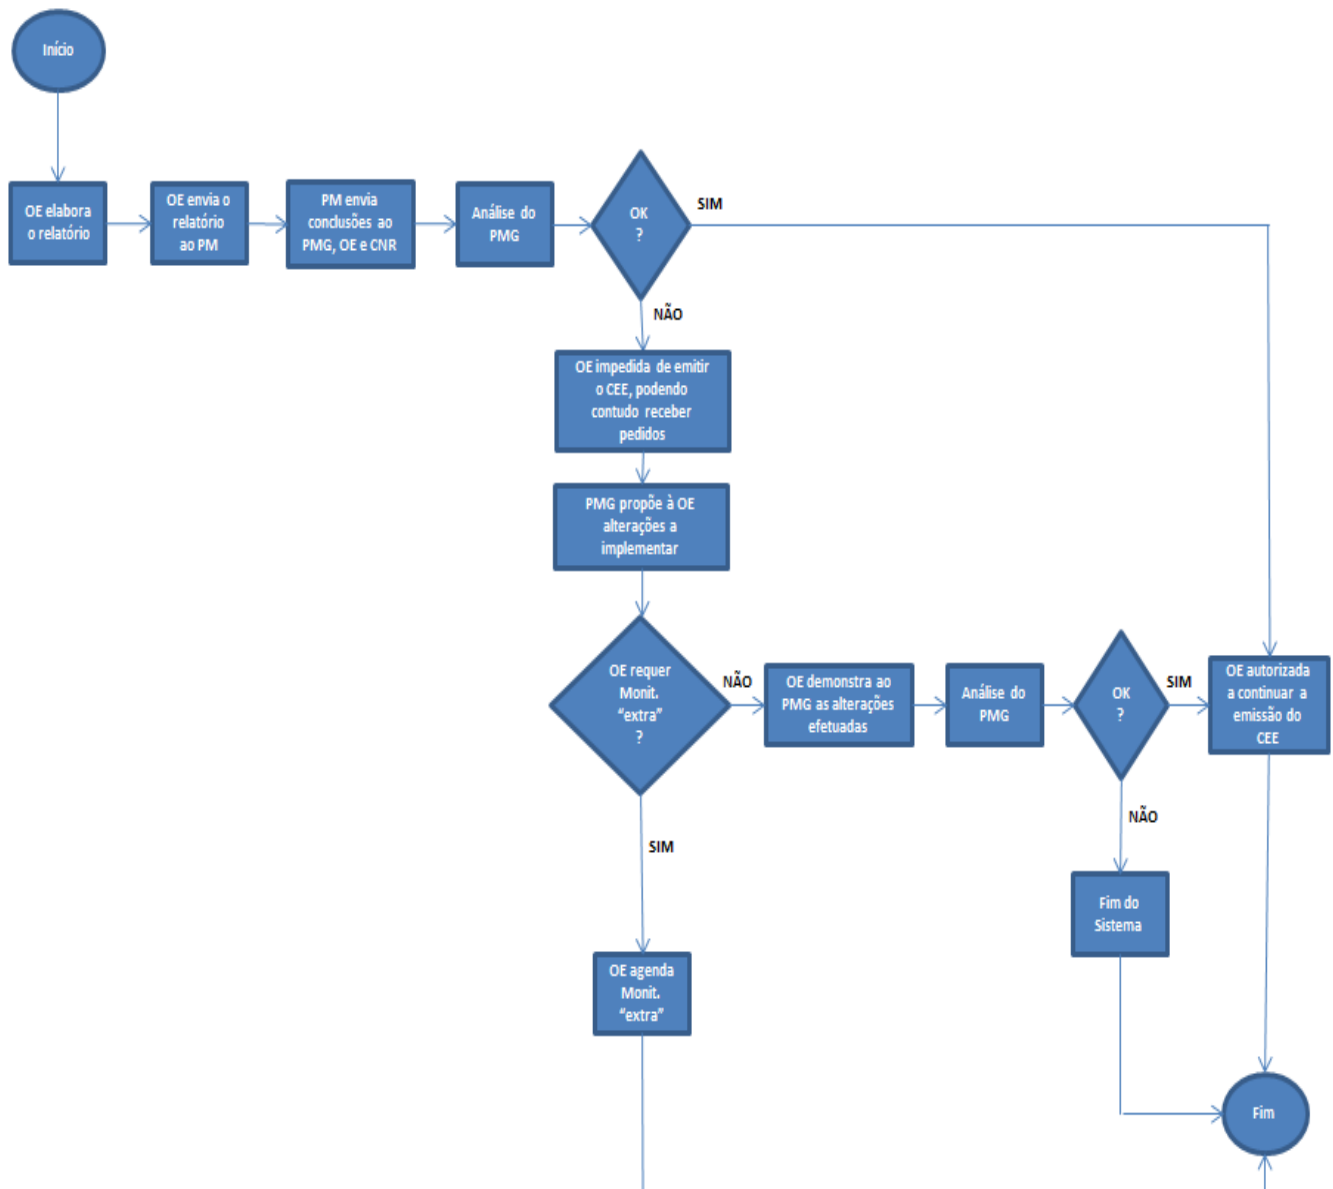 Início
OE elabora
o relatório
OE envia o
relatório
ao PM
PM envia
conclusões ao
PMG, OE e CNR
Análise do
PMG
OK
?
SIM
NÃO
OE impedida de emitir
o CEE, podendo
contudo receber
pedidos
PMG propõe à OE
alterações a
implementar
OE requer
Monit.
“extra”
?
NÃO
OE demonstra ao
PMG as alterações
efetuadas
Análise do
PMG
OK
?
SIM
OE autorizada
a continuar a
emissão do
CEE
NÃO
SIM
Fim do
Sistema
OE agenda
Monit.
“extra”
Fim